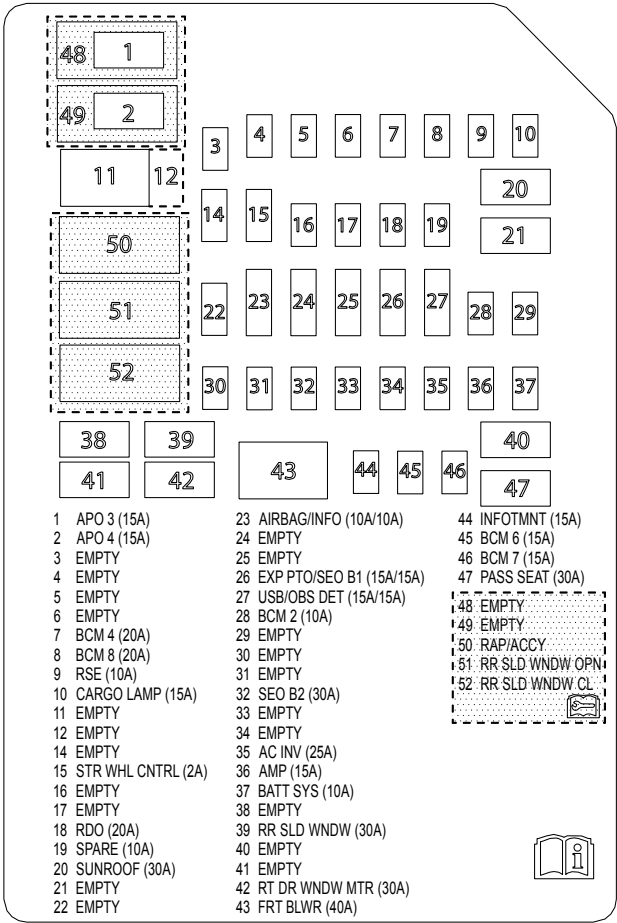 48 1
49 2
3 4 5 6 7 8 9 10
11 12
14 15 16 17 18 19 20
21
50
51
52
22 23 24 25 26 27 28 29
30 31 32 33 34 35 36 37
38 39 40
41 42 43 44 45 46 47
1 APO 3 (15A)
2 APO 4 (15A)
3 EMPTY
4 EMPTY
5 EMPTY
6 EMPTY
7 BCM 4 (20A)
8 BCM 8 (20A)
9 RSE (10A)
10 CARGO LAMP (15A)
11 EMPTY
12 EMPTY
14 EMPTY
15 STR WHL CNTRL (2A)
16 EMPTY
17 EMPTY
18 RDO (20A)
19 SPARE (10A)
20 SUNROOF (30A)
21 EMPTY
22 EMPTY
23 AIRBAG/INFO (10A/10A)
24 EMPTY
25 EMPTY
26 EXP PTO/SEO B1 (15A/15A)
27 USB/OBS DET (15A/15A)
28 BCM 2 (10A)
29 EMPTY
30 EMPTY
31 EMPTY
32 SEO B2 (30A)
33 EMPTY
34 EMPTY
35 AC INV (25A)
36 AMP (15A)
37 BATT SYS (10A)
38 EMPTY
39 RR SLD WNDW (30A)
40 EMPTY
41 EMPTY
42 RT DR WNDW MTR (30A)
43 FRT BLWR (40A)
44 INFOTMNT (15A)
45 BCM 6 (15A)
46 BCM 7 (15A)
47 PASS SEAT (30A)
48 EMPTY
49 EMPTY
50 RAP/ACCY
51 RR SLD WNDW OPN
52 RR SLD WNDW CL
i